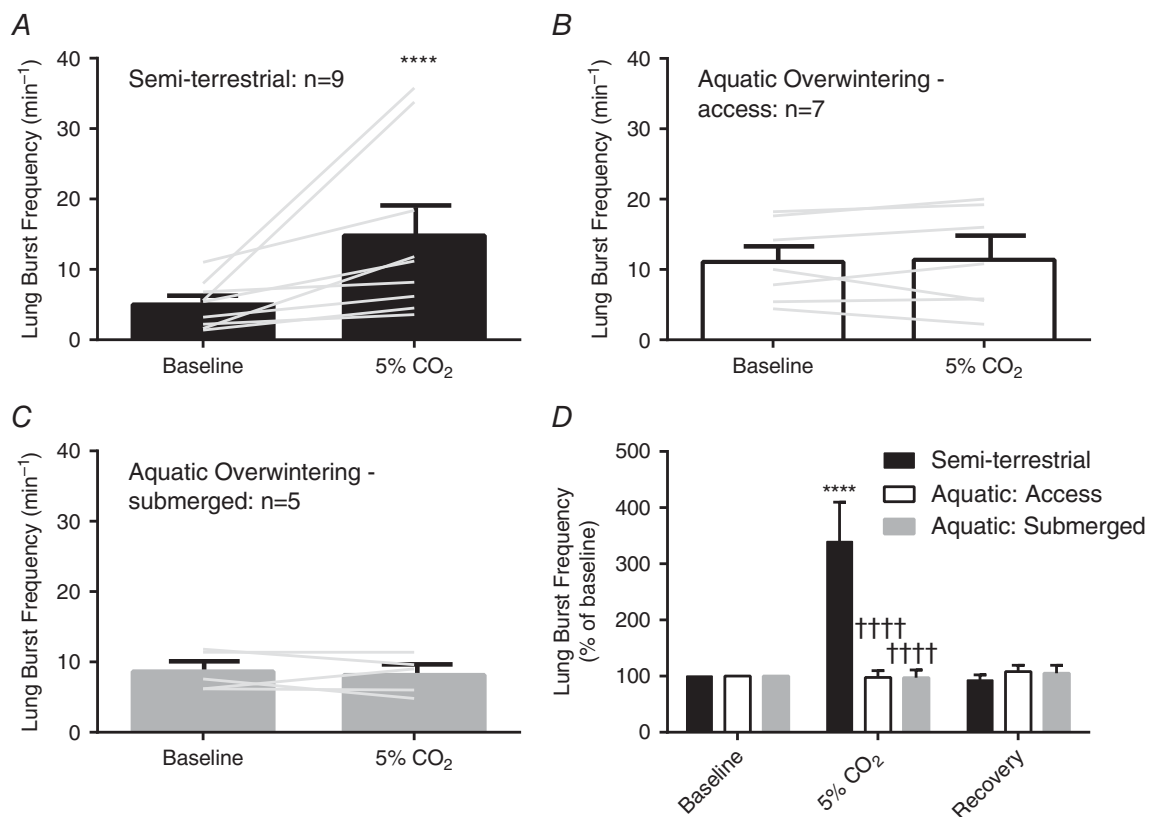 A
Lung Burst Frequency (min⁻¹)
40
30
20
10
0
Semi-terrestrial: n=9
****
Baseline
5% CO₂
B
Lung Burst Frequency (min⁻¹)
40
30
20
10
0
Aquatic Overwintering -
access: n=7
Baseline
5% CO₂
C
Lung Burst Frequency (min⁻¹)
40
30
20
10
0
Aquatic Overwintering -
submerged: n=5
Baseline
5% CO₂
D
Lung Burst Frequency
(% of baseline)
500
400
300
200
100
0
Semi-terrestrial
Aquatic: Access
Aquatic: Submerged
****
††††
††††
Baseline
5% CO₂
Recovery